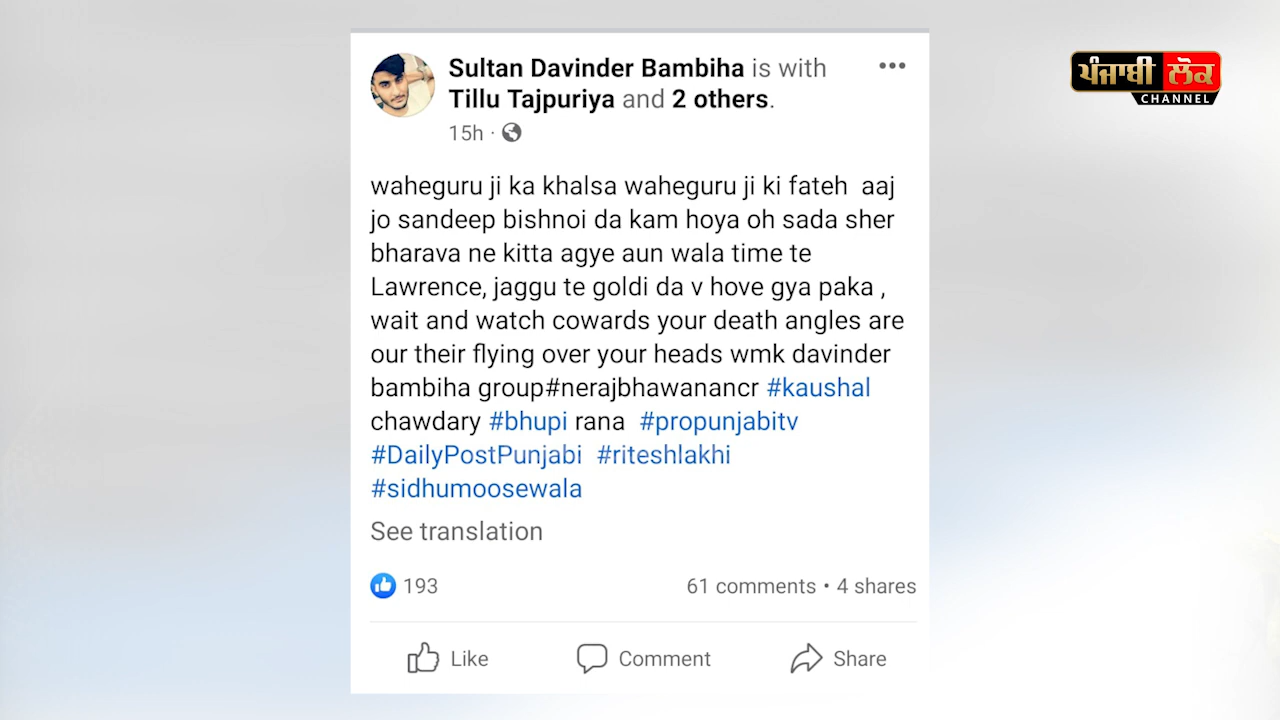 Sultan Davinder Bambiha is with
Tillu Tajpuriya and 2 others.
15h ·
ਪੰਜਾਬੀ ਲੋਕ
CHANNEL
waheguru ji ka khalsa waheguru ji ki fateh aaj
jo sandeep bishnoi da kam hoya oh sada sher
bharava ne kitta agye aun wala time te
Lawrence, jaggu te goldi da v hove gya paka ,
wait and watch cowards your death angles are
our their flying over your heads wmk davinder
bambiha group#nerajbhawanancr #kaushal
chawdary #bhupi rana #propunjabitv
#DailyPostPunjabi #riteshlakhi
#sidhumoosewala
See translation
193
61 comments • 4 shares
Like Comment Share